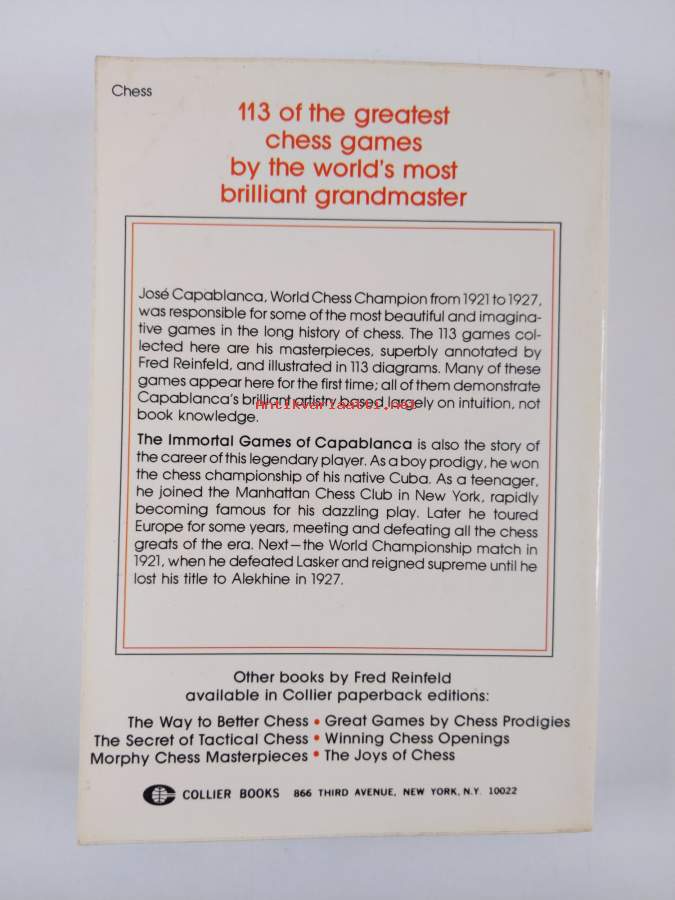 Chess
113 of the greatest
chess games
by the world's most
brilliant grandmaster
José Capablanca, World Chess Champion from 1921 to 1927,
was responsible for some of the most beautiful and imagina-
tive games in the long history of chess. The 113 games col-
lected here are his masterpieces, superbly annotated by
Fred Reinfeld, and illustrated in 113 diagrams. Many of these
games appear here for the first time; all of them demonstrate
Capablanca's brilliant artistry based largely on intuition, not
Antikvariaatti.net
book knowledge.
The Immortal Games of Capablanca is also the story of
the career of this legendary player. As a boy prodigy, he won
the chess championship of his native Cuba. As a teenager,
he joined the Manhattan Chess Club in New York, rapidly
becoming famous for his dazzling play. Later he toured
Europe for some years, meeting and defeating all the chess
greats of the era. Next—the World Championship match in
1921, when he defeated Lasker and reigned supreme until he
lost his title to Alekhine in 1927.
Other books by Fred Reinfeld
available in Collier paperback editions:
The Way to Better Chess • Great Games by Chess Prodigies
The Secret of Tactical Chess • Winning Chess Openings
Morphy Chess Masterpieces • The Joys of Chess
COLLIER BOOKS 866 THIRD AVENUE, NEW YORK, N.Y. 10022